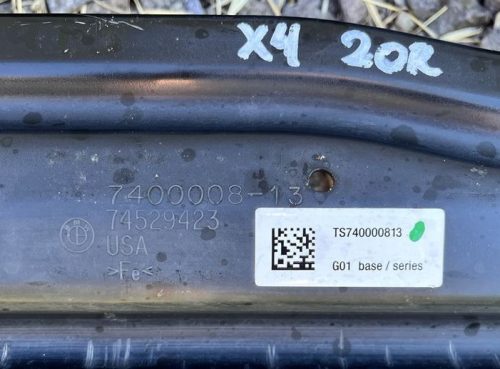 X4 20R
7400008-13
74529423
USA
>Fe<
TS740000813
G01 base / series